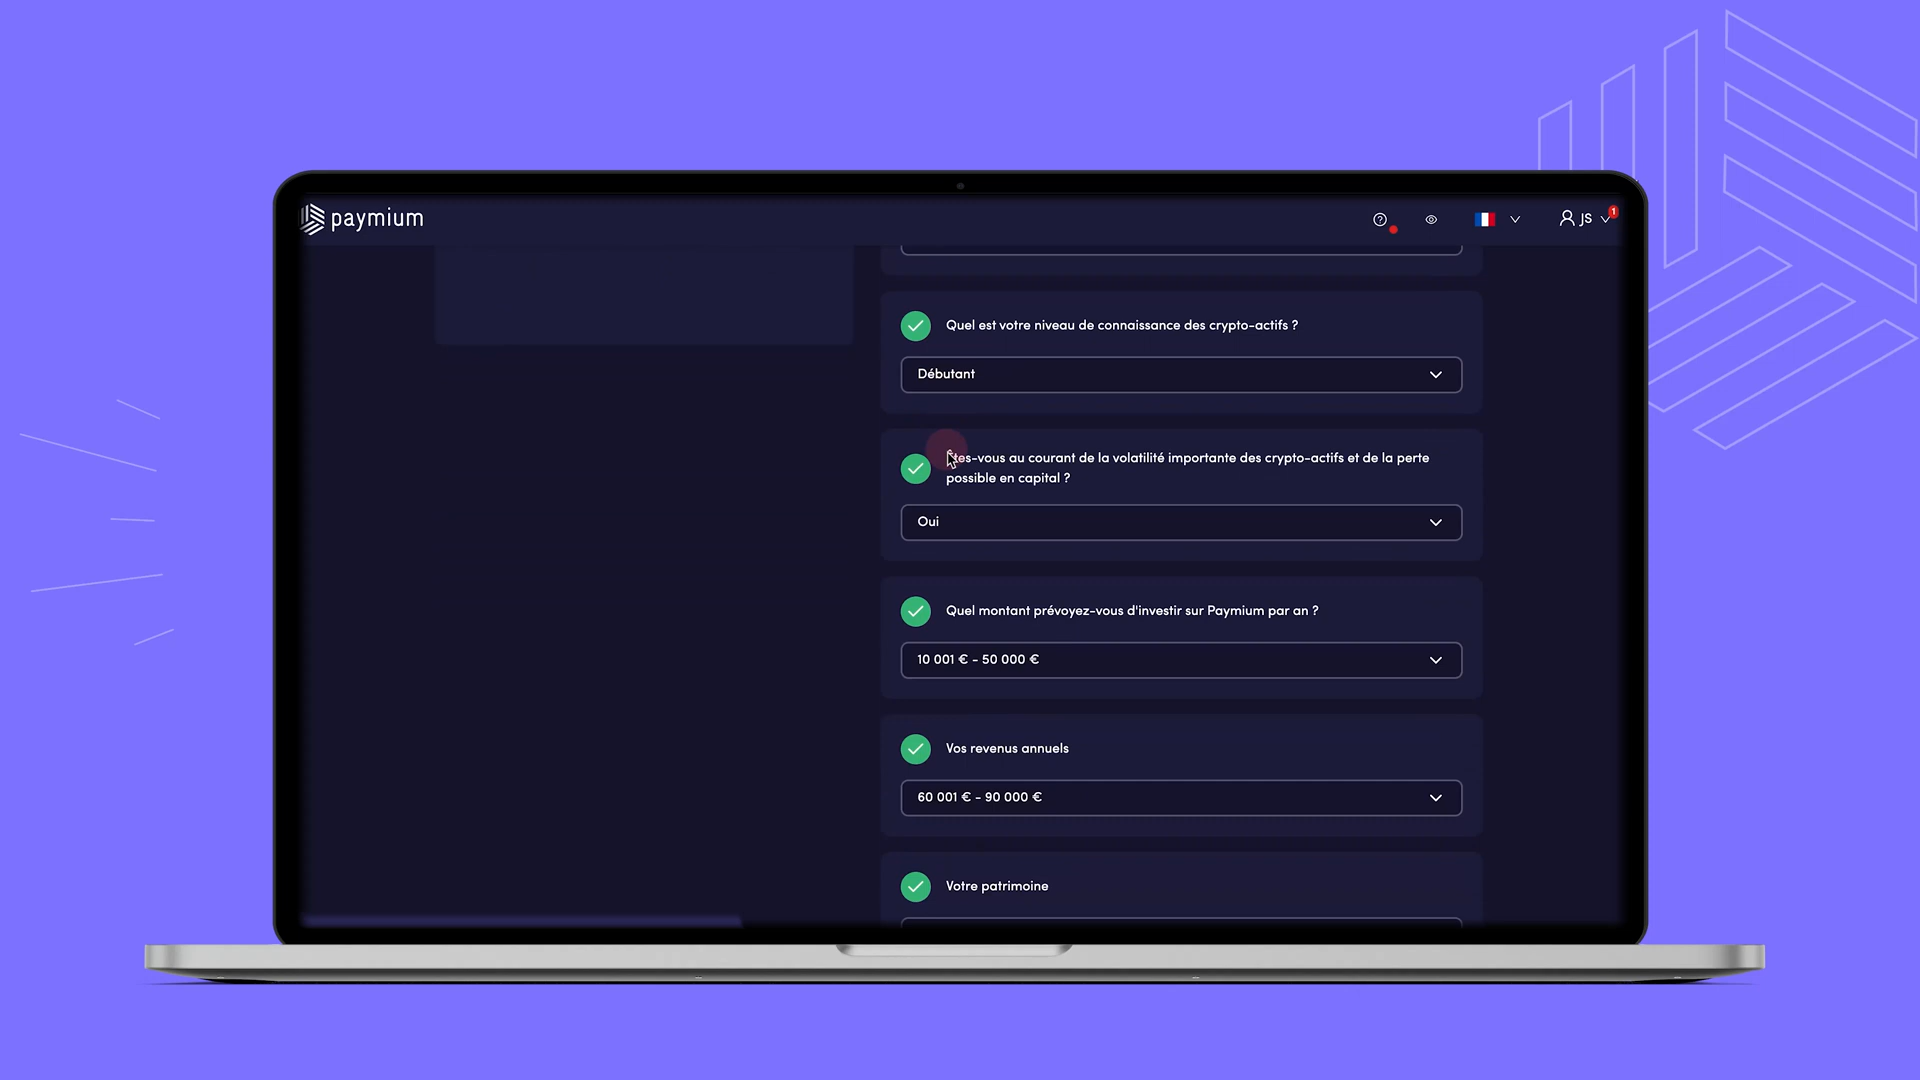 paymium
JS
1
Quel est votre niveau de connaissance des crypto-actifs ?
Débutant
Êtes-vous au courant de la volatilité importante des crypto-actifs et de la perte
possible en capital ?
Oui
Quel montant prévoyez-vous d'investir sur Paymium par an ?
10 001 € - 50 000 €
Vos revenus annuels
60 001 € - 90 000 €
Votre patrimoine